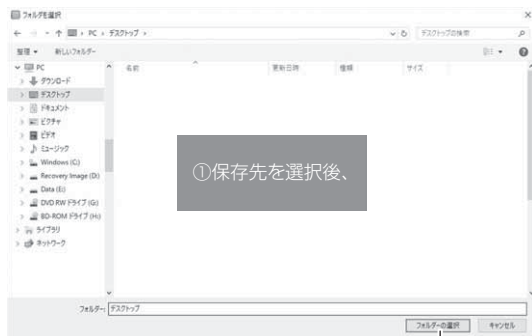 フォルダを選択
PC › デスクトップ
デスクトップの検索
整理 新しいフォルダー
名前 更新日時 種類 サイズ
PC
ダウンロード
デスクトップ
ドキュメント
ピクチャ
ビデオ
ミュージック
Windows (C:)
Recovery Image (D:)
Data (E:)
DVD RW ドライブ (G:)
BD-ROM ドライブ (H:)
ライブラリ
ネットワーク
①保存先を選択後、
フォルダー: デスクトップ
フォルダーの選択 キャンセル